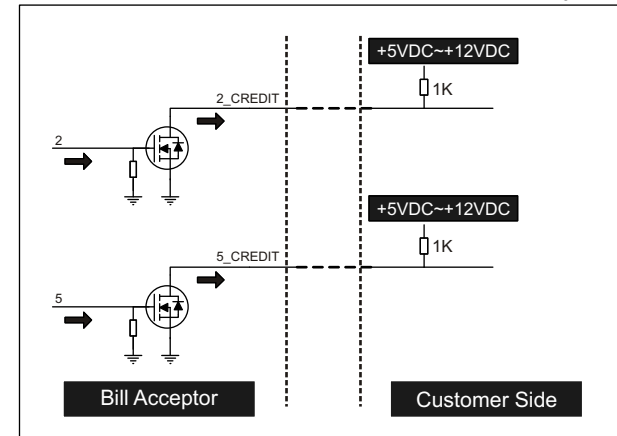 +5VDC~+12VDC
1K
2_CREDIT
2
+5VDC~+12VDC
1K
5_CREDIT
5
Bill Acceptor
Customer Side